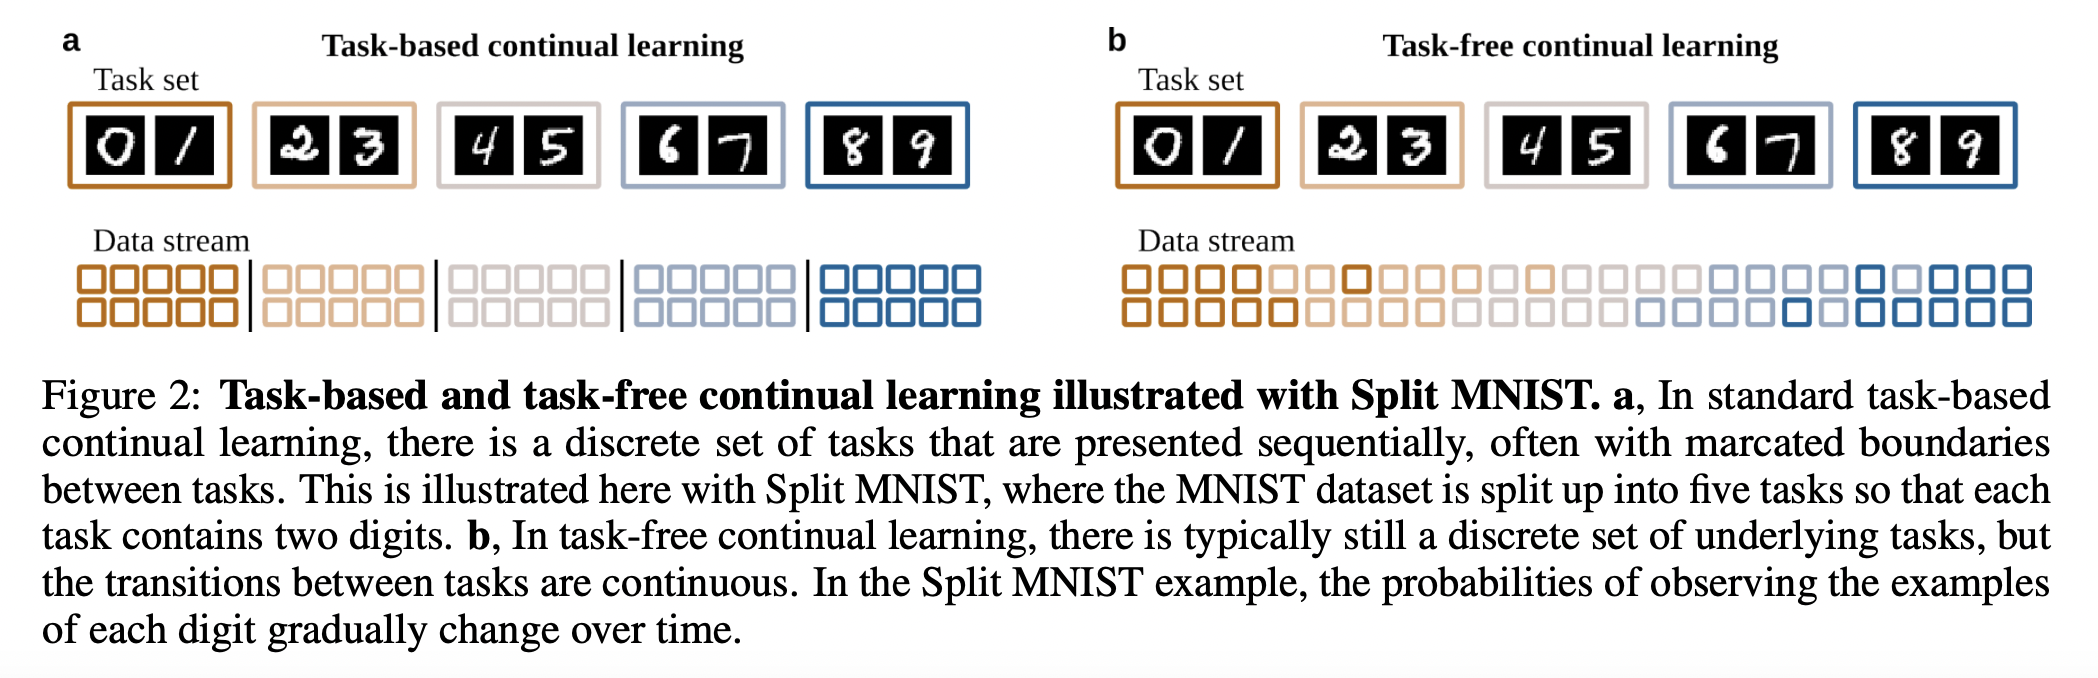 a
Task-based continual learning
Task set
0 1 2 3 4 5 6 7 8 9
Data stream
b
Task-free continual learning
Task set
0 1 2 3 4 5 6 7 8 9
Data stream
Figure 2: Task-based and task-free continual learning illustrated with Split MNIST. a, In standard task-based
continual learning, there is a discrete set of tasks that are presented sequentially, often with marcated boundaries
between tasks. This is illustrated here with Split MNIST, where the MNIST dataset is split up into five tasks so that each
task contains two digits. b, In task-free continual learning, there is typically still a discrete set of underlying tasks, but
the transitions between tasks are continuous. In the Split MNIST example, the probabilities of observing the examples
of each digit gradually change over time.